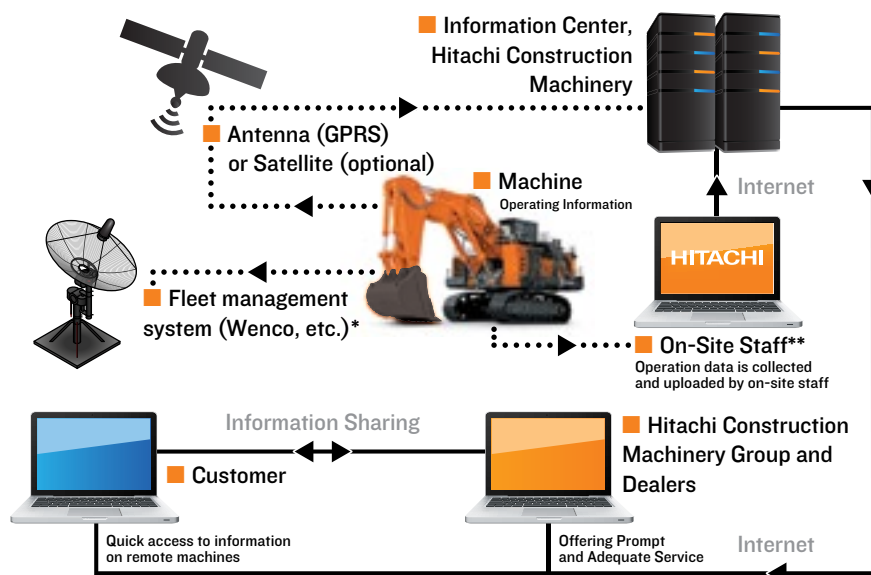 Information Center,
Hitachi Construction
Machinery
Antenna (GPRS)
or Satellite (optional)
Machine
Operating Information
Internet
HITACHI
Fleet management
system (Wenco, etc.)*
On-Site Staff**
Operation data is collected
and uploaded by on-site staff
Information Sharing
Customer
Hitachi Construction
Machinery Group and
Dealers
Quick access to information
on remote machines
Offering Prompt
and Adequate Service
Internet